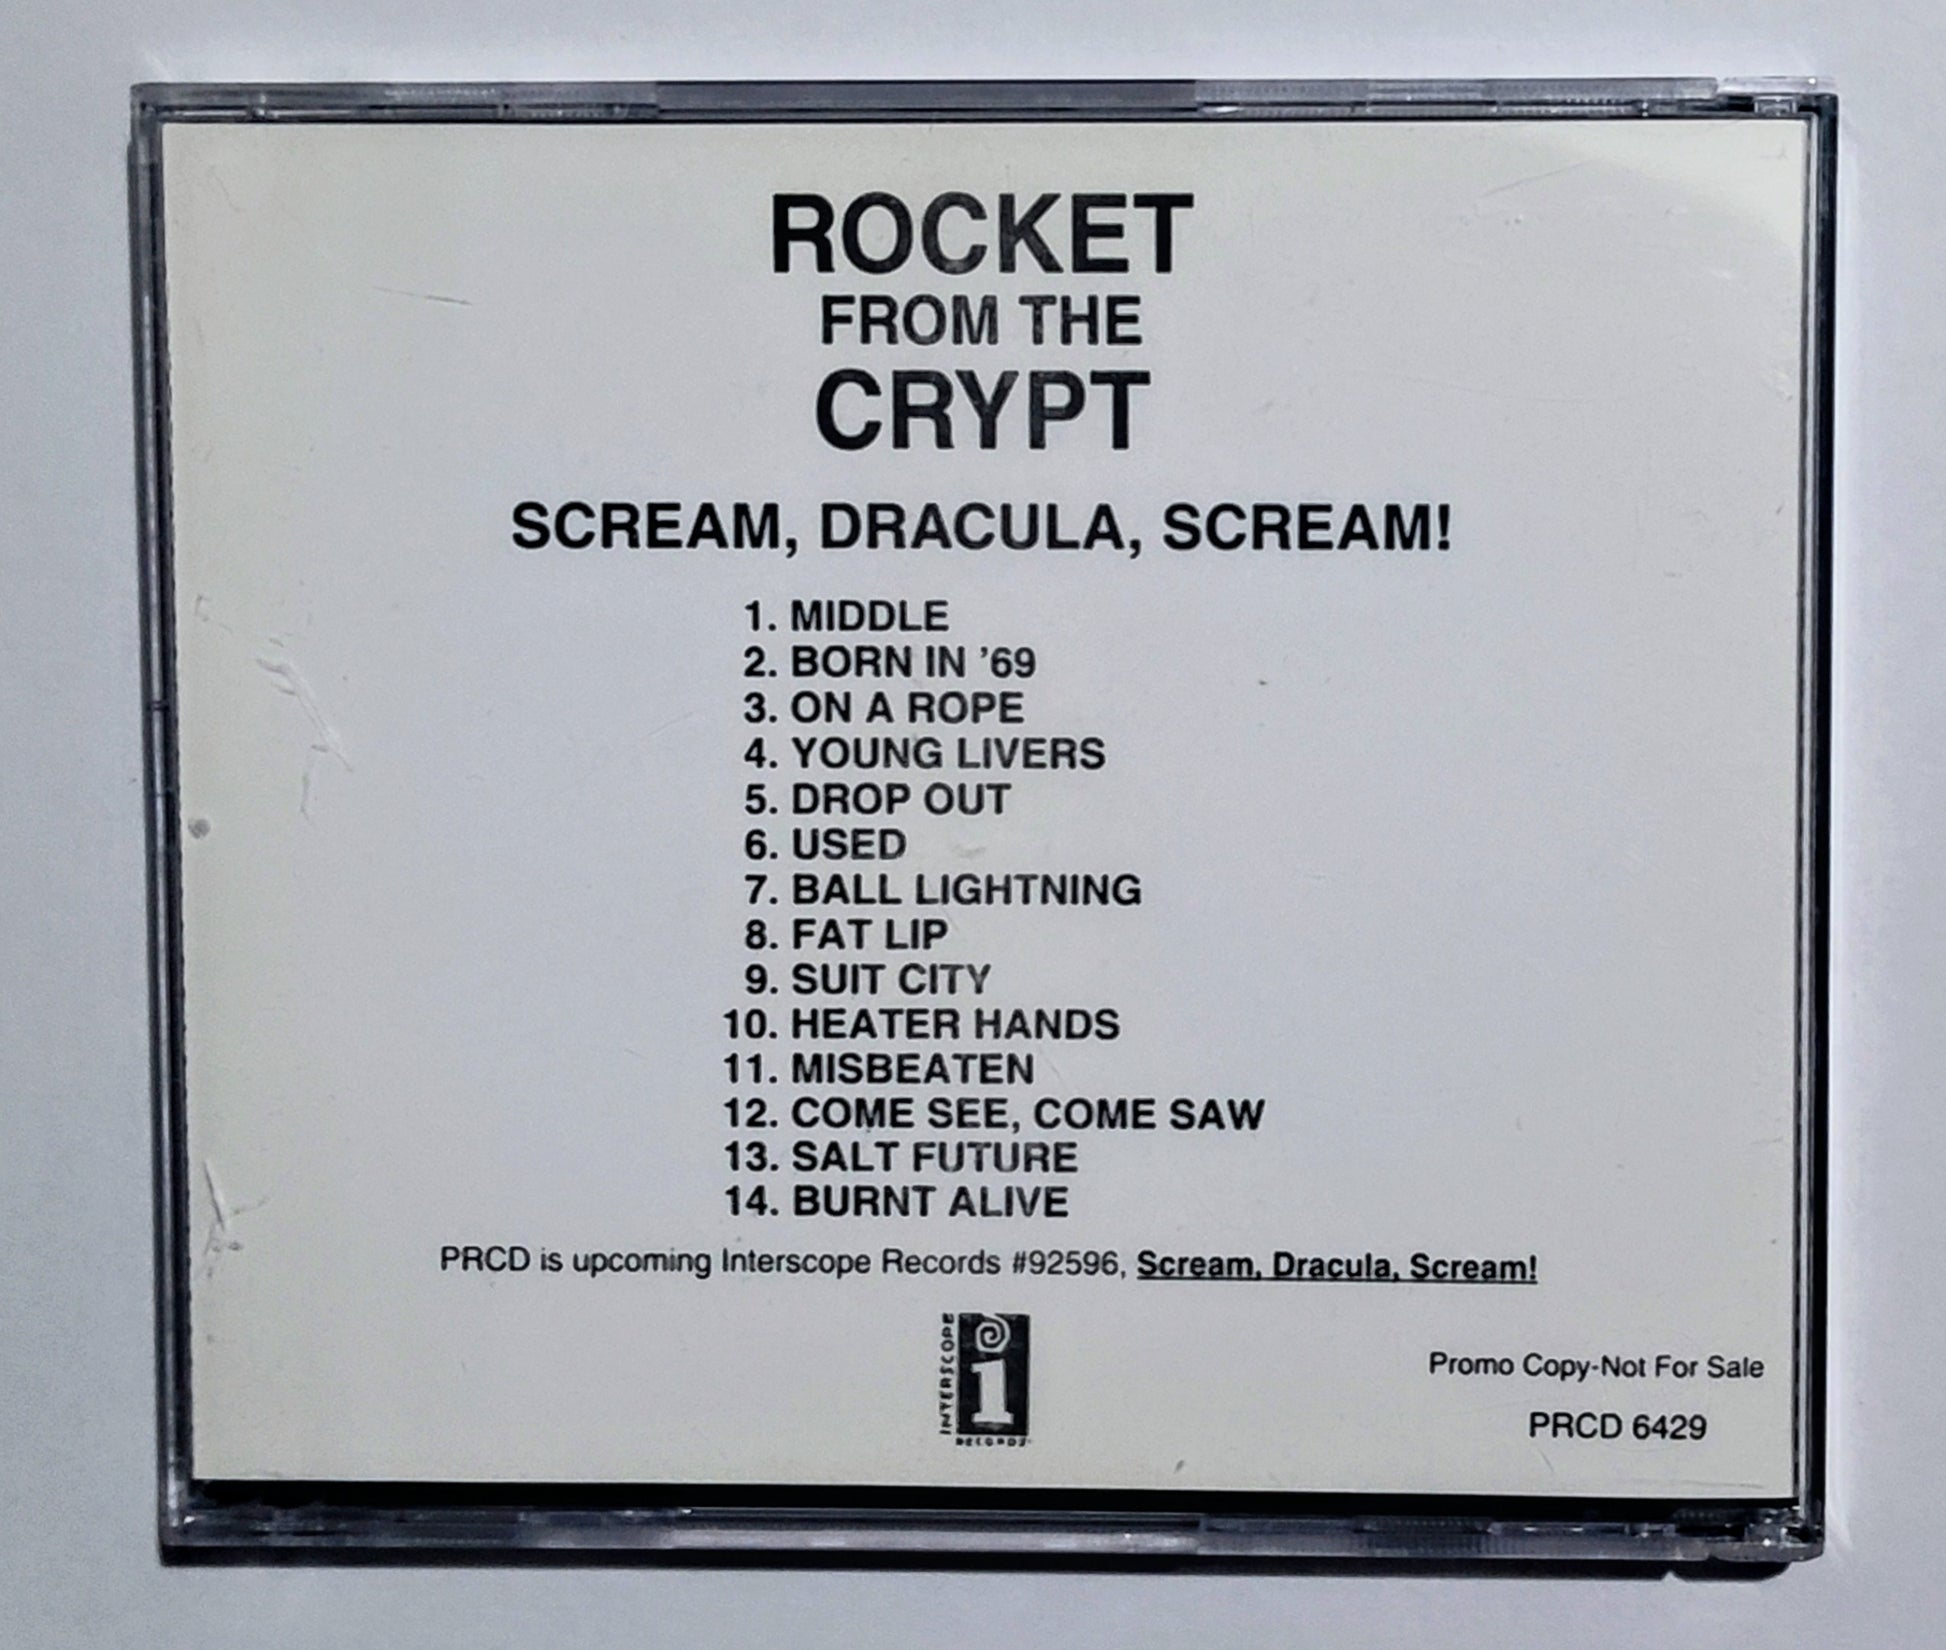 ROCKET
FROM THE
CRYPT
SCREAM, DRACULA, SCREAM!
1. MIDDLE
2. BORN IN ’69
3. ON A ROPE
4. YOUNG LIVERS
5. DROP OUT
6. USED
7. BALL LIGHTNING
8. FAT LIP
9. SUIT CITY
10. HEATER HANDS
11. MISBEATEN
12. COME SEE, COME SAW
13. SALT FUTURE
14. BURNT ALIVE
PRCD is upcoming Interscope Records #92596, Scream, Dracula, Scream!
INTERSCOPE
i
RECORDS
Promo Copy-Not For Sale
PRCD 6429